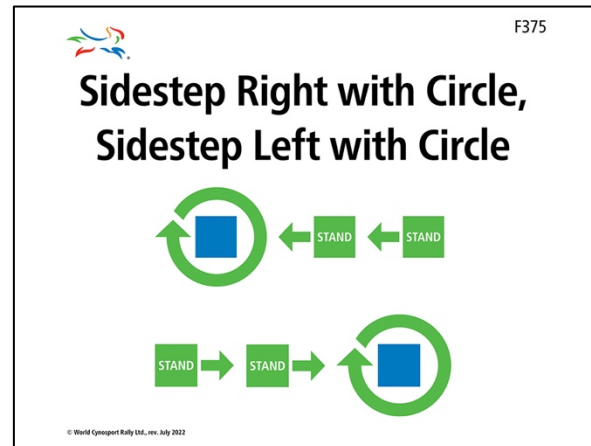 F375
Sidestep Right with Circle,
Sidestep Left with Circle
STAND STAND
STAND STAND
© World Cynosport Rally Ltd., rev. July 2022